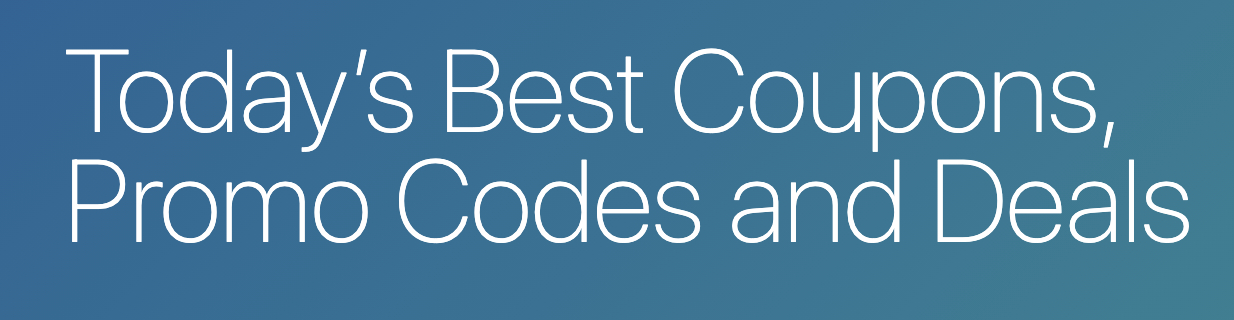 Today’s Best Coupons,
Promo Codes and Deals